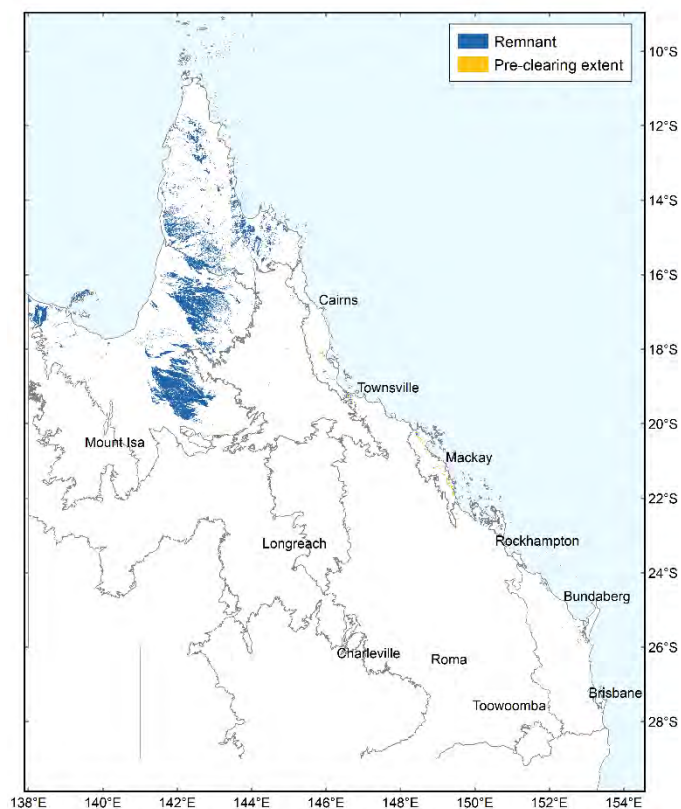 Remnant
Pre-clearing extent
10°S
12°S
14°S
16°S
Cairns
18°S
Townsville
20°S
Mount Isa
Mackay
22°S
Longreach
Rockhampton
24°S
Bundaberg
Charleville
Roma
26°S
Toowoomba
Brisbane
28°S
138°E
140°E
142°E
144°E
146°E
148°E
150°E
152°E
154°E